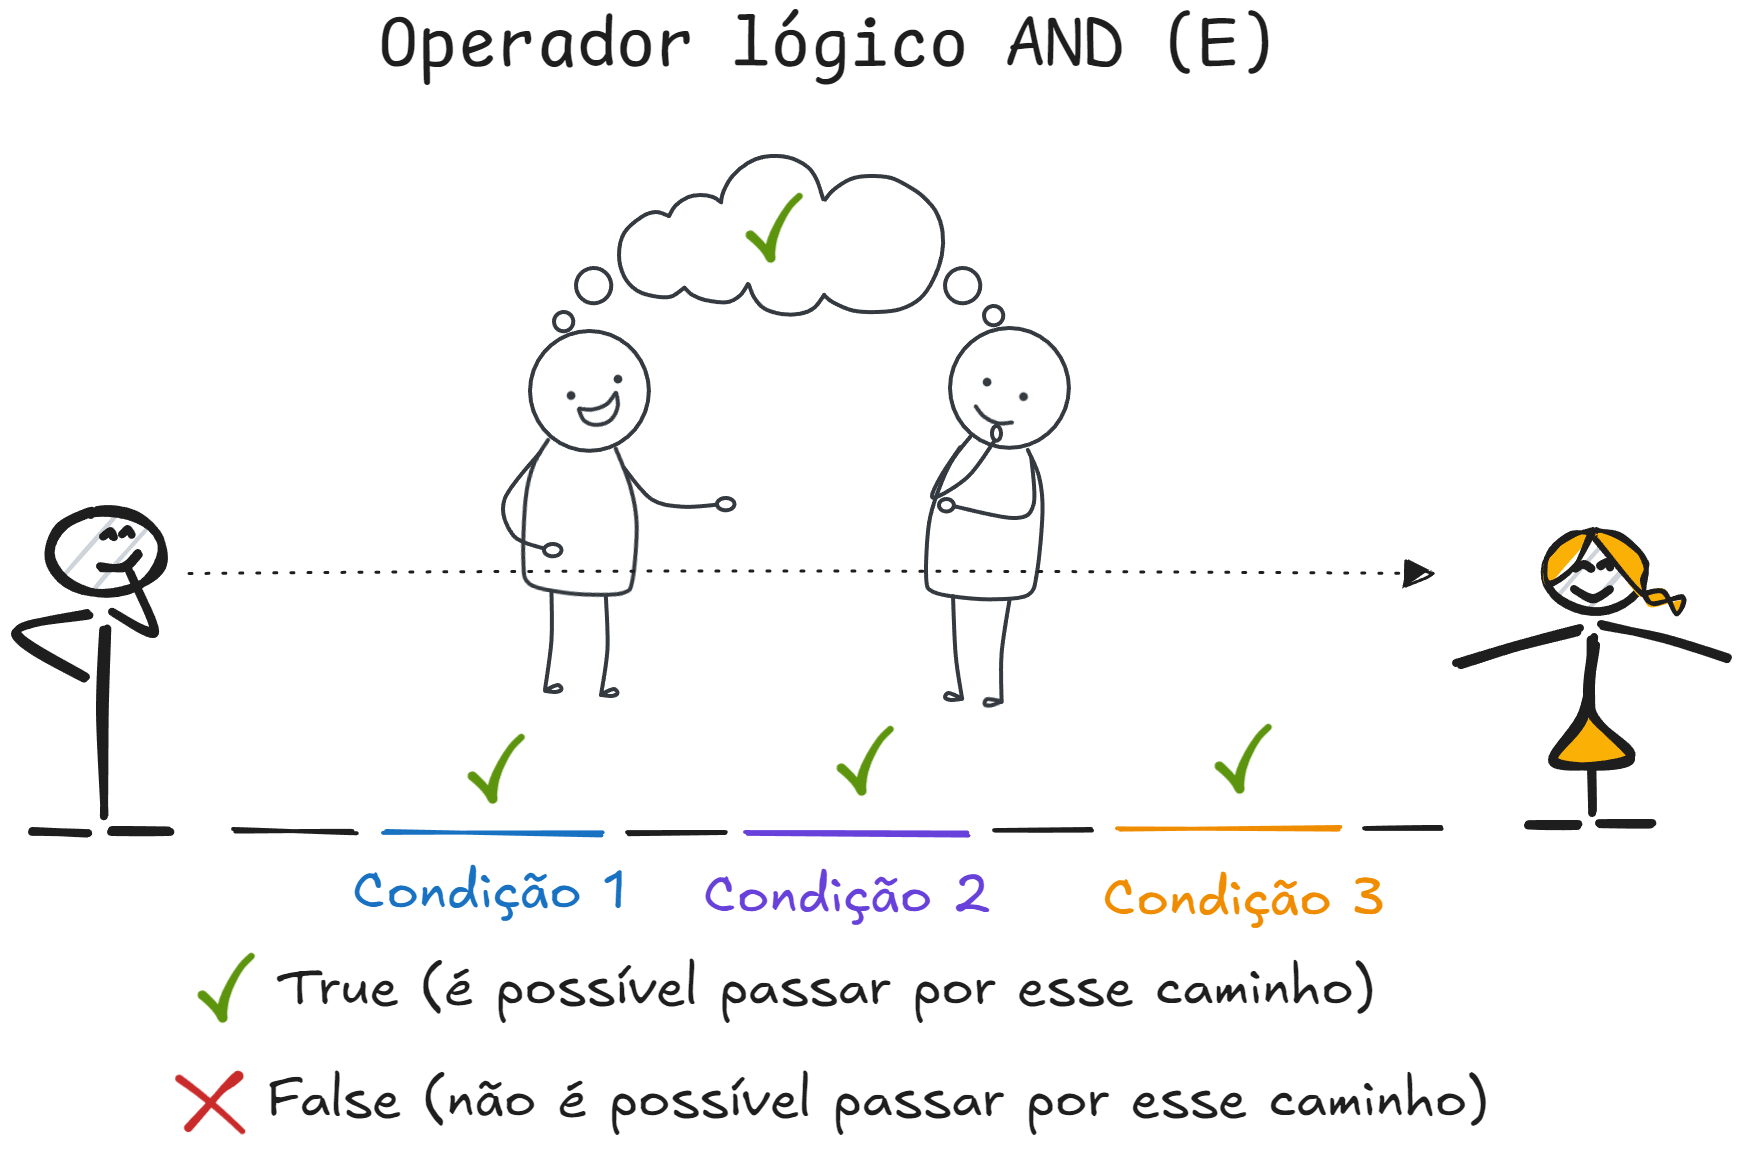 Operador lógico AND (E)
Condição 1
Condição 2
Condição 3
True (é possível passar por esse caminho)
False (não é possível passar por esse caminho)